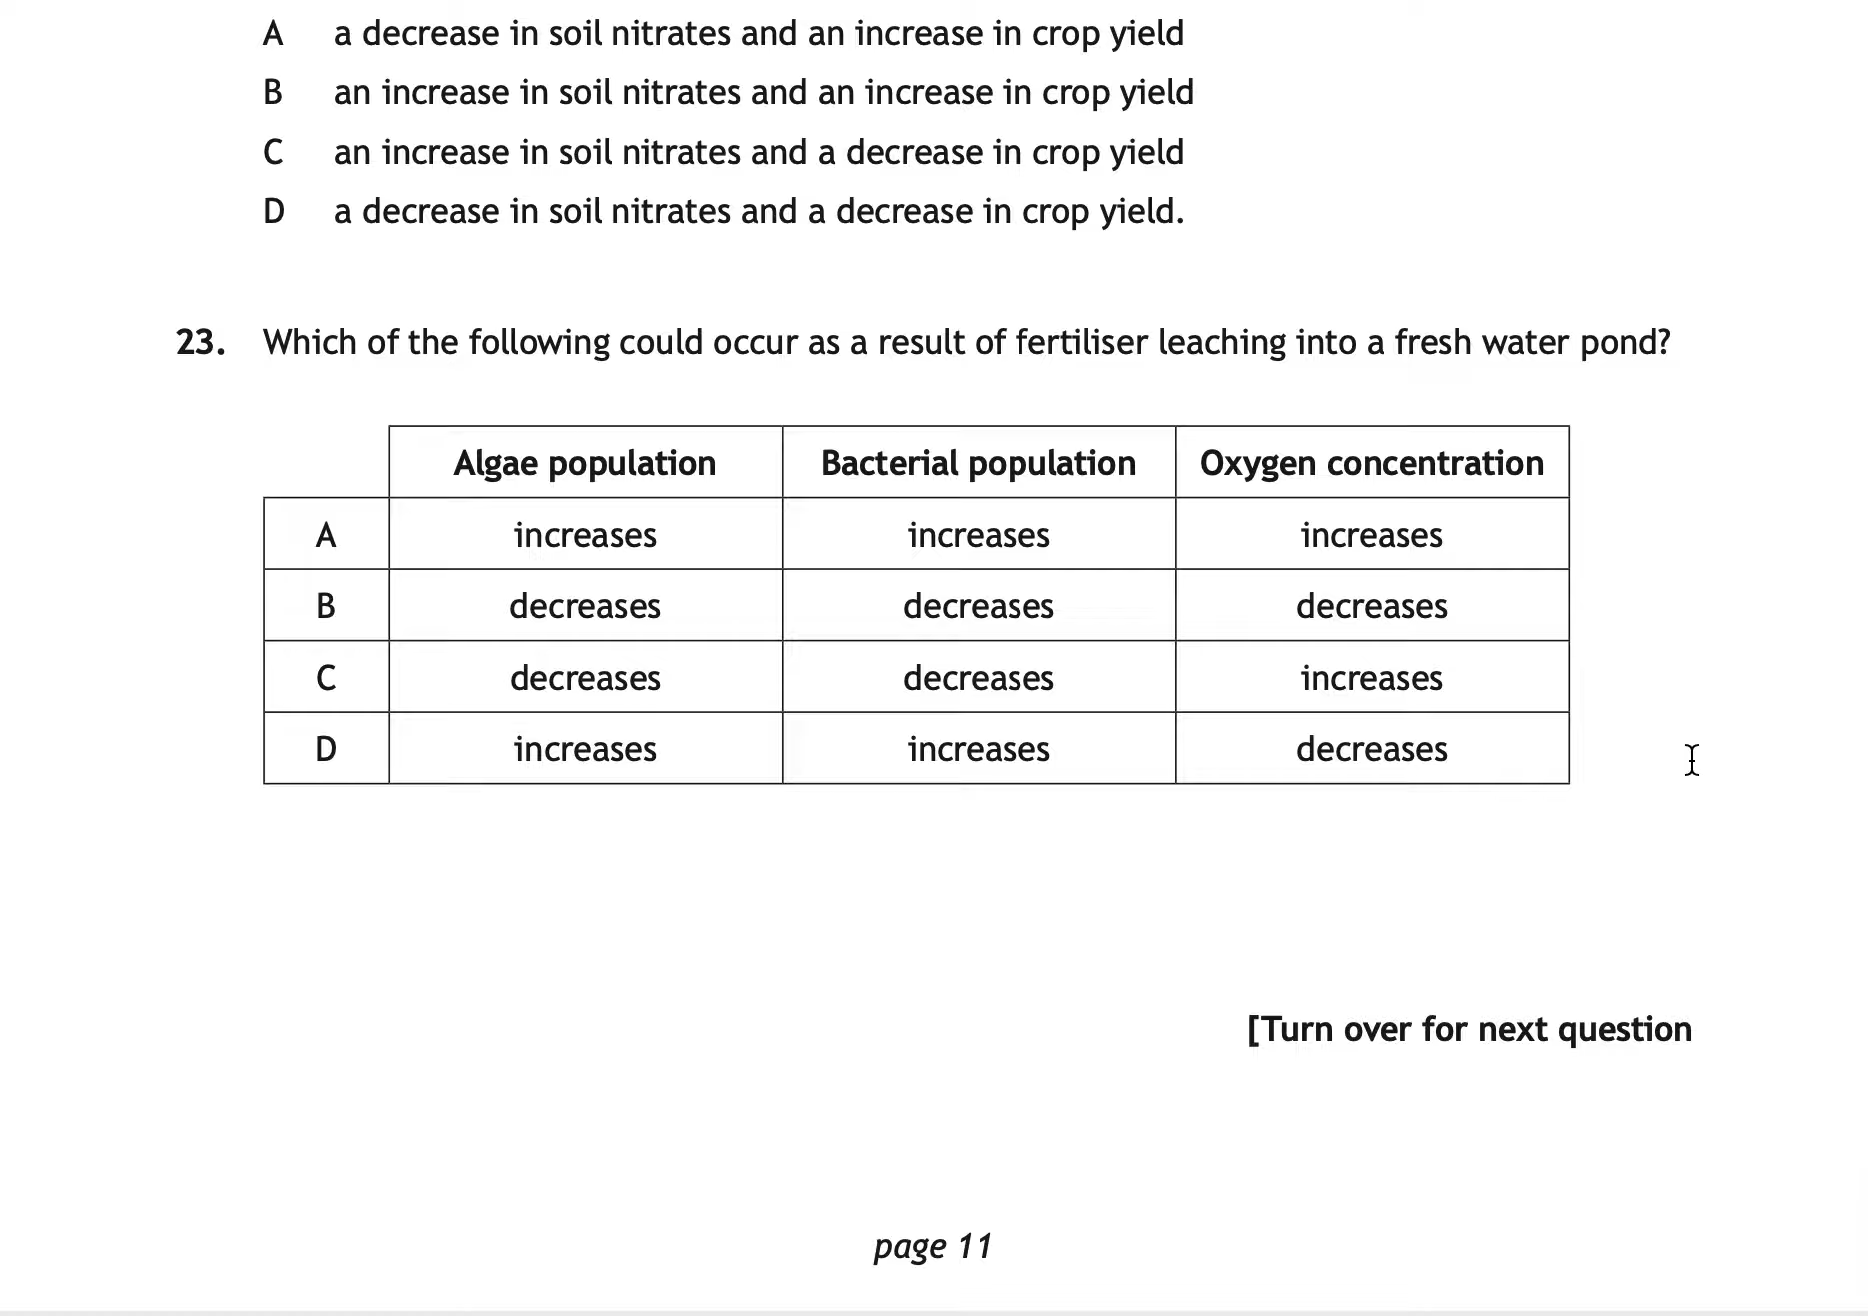 A a decrease in soil nitrates and an increase in crop yield
B an increase in soil nitrates and an increase in crop yield
C an increase in soil nitrates and a decrease in crop yield
D a decrease in soil nitrates and a decrease in crop yield.
23. Which of the following could occur as a result of fertiliser leaching into a fresh water pond?
Algae population Bacterial population Oxygen concentration
A increases increases increases
B decreases decreases decreases
C decreases decreases increases
D increases increases decreases
[Turn over for next question
page 11